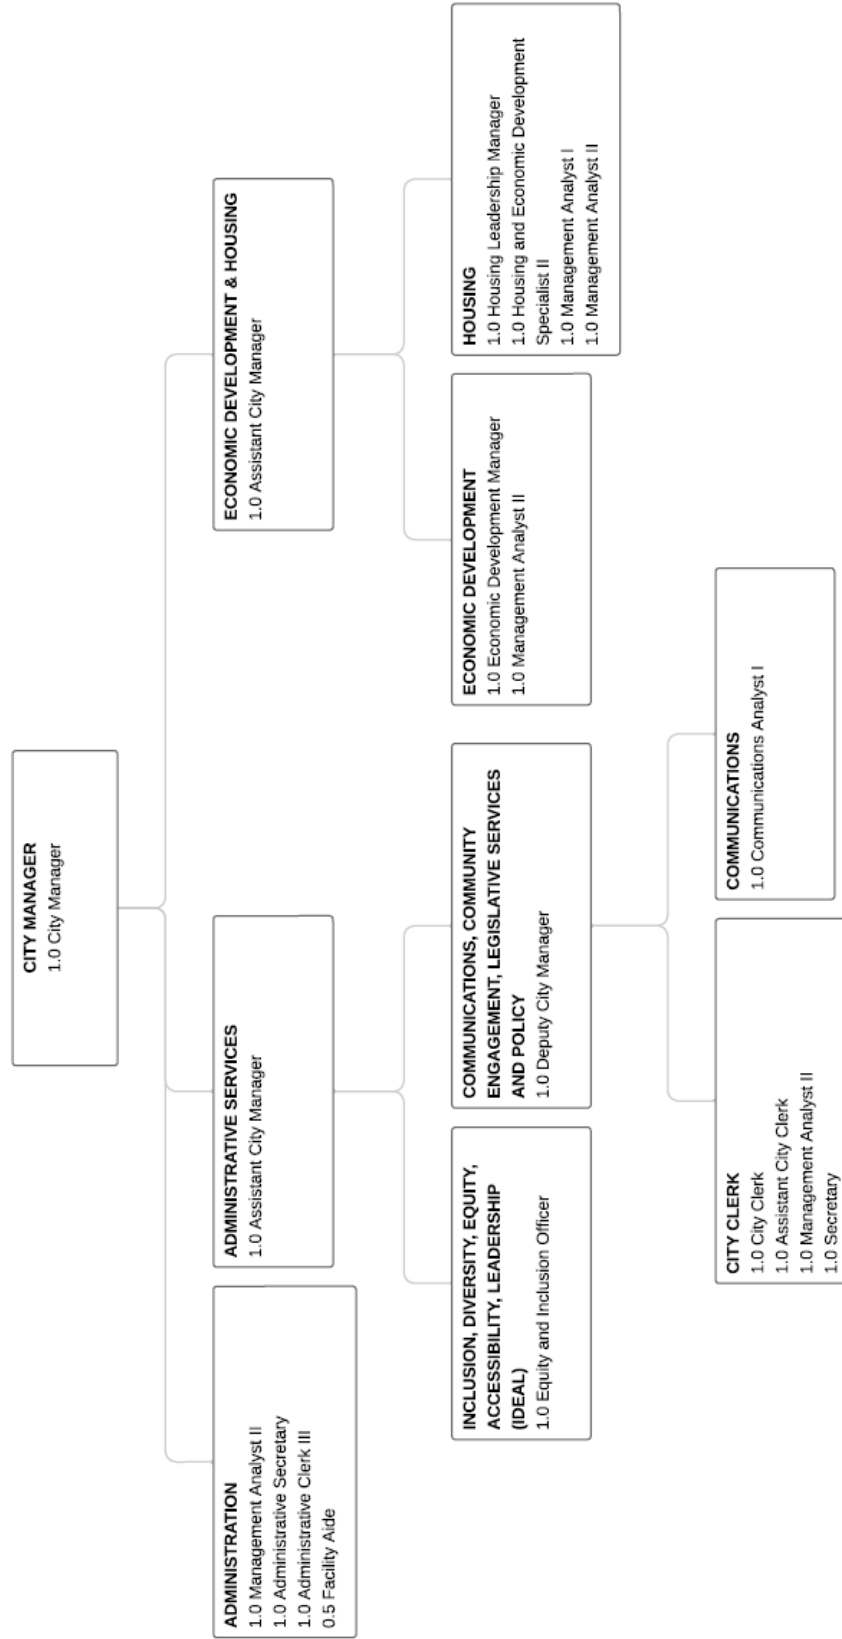 CITY MANAGER
1.0 City Manager
ADMINISTRATION
1.0 Management Analyst II
1.0 Administrative Secretary
1.0 Administrative Clerk III
0.5 Facility Aide
ADMINISTRATIVE SERVICES
1.0 Assistant City Manager
ECONOMIC DEVELOPMENT & HOUSING
1.0 Assistant City Manager
INCLUSION, DIVERSITY, EQUITY,
ACCESSIBILITY, LEADERSHIP
(IDEAL)
1.0 Equity and Inclusion Officer
COMMUNICATIONS, COMMUNITY
ENGAGEMENT, LEGISLATIVE SERVICES
AND POLICY
1.0 Deputy City Manager
ECONOMIC DEVELOPMENT
1.0 Economic Development Manager
1.0 Management Analyst II
HOUSING
1.0 Housing Leadership Manager
1.0 Housing and Economic Development
Specialist II
1.0 Management Analyst I
1.0 Management Analyst II
CITY CLERK
1.0 City Clerk
1.0 Assistant City Clerk
1.0 Management Analyst II
1.0 Secretary
COMMUNICATIONS
1.0 Communications Analyst I